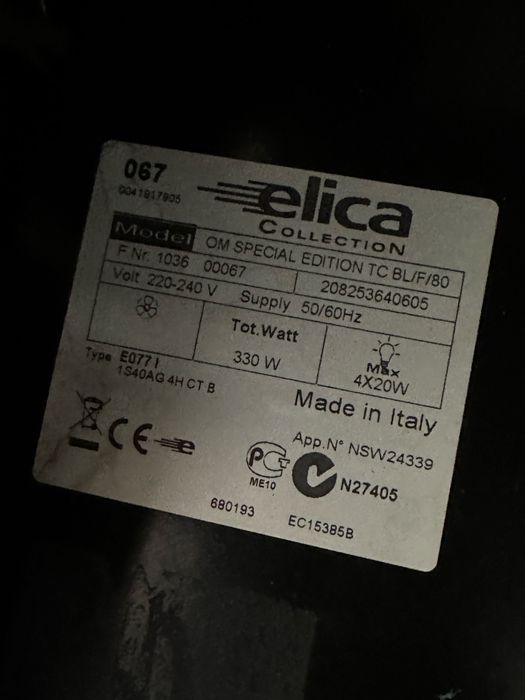 067
0041917905
elica
COLLECTION
Model OM SPECIAL EDITION TC BL/F/80
F Nr. 1036 00067 208253640605
Volt 220-240 V Supply 50/60Hz
Tot.Watt
330 W
Max
4X20W
Type E077I
1S40AG 4H CT B
Made in Italy
CE e
App.N° NSW24339
PCT
ME10
N27405
680193
EC15385B